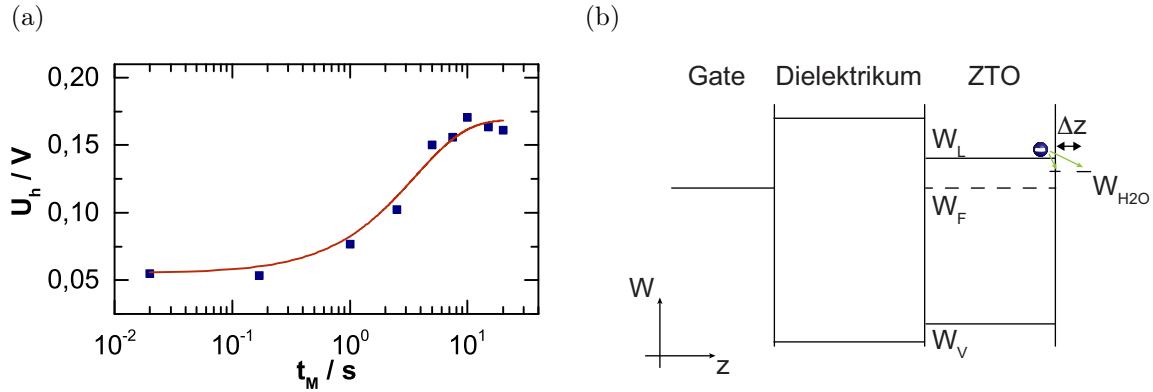 (a)
0,20
0,15
0,10
0,05
U_h / V
10^-2 10^-1 10^0 10^1
t_M / s
(b)
Gate Dielektrikum ZTO
Δz
W_L
W_H2O
W_F
W
W_V
z